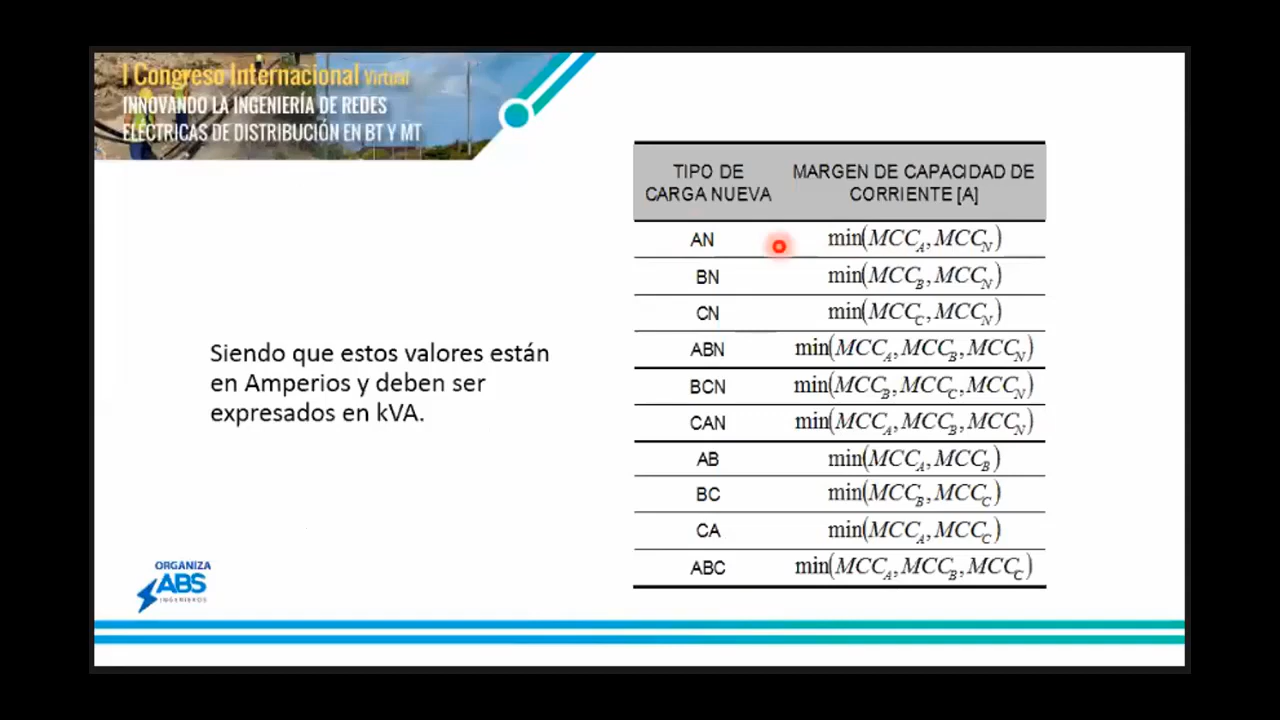 I Congreso Internacional Virtual
INNOVANDO LA INGENIERÍA DE REDES
ELÉCTRICAS DE DISTRIBUCIÓN EN BT Y MT
Siendo que estos valores están
en Amperios y deben ser
expresados en kVA.
TIPO DE CARGA NUEVA MARGEN DE CAPACIDAD DE CORRIENTE [A]
AN min(MCC_A, MCC_N)
BN min(MCC_B, MCC_N)
CN min(MCC_C, MCC_N)
ABN min(MCC_A, MCC_B, MCC_N)
BCN min(MCC_B, MCC_C, MCC_N)
CAN min(MCC_A, MCC_B, MCC_N)
AB min(MCC_A, MCC_B)
BC min(MCC_B, MCC_C)
CA min(MCC_A, MCC_C)
ABC min(MCC_A, MCC_B, MCC_C)
ORGANIZA
ABS
INGENIEROS